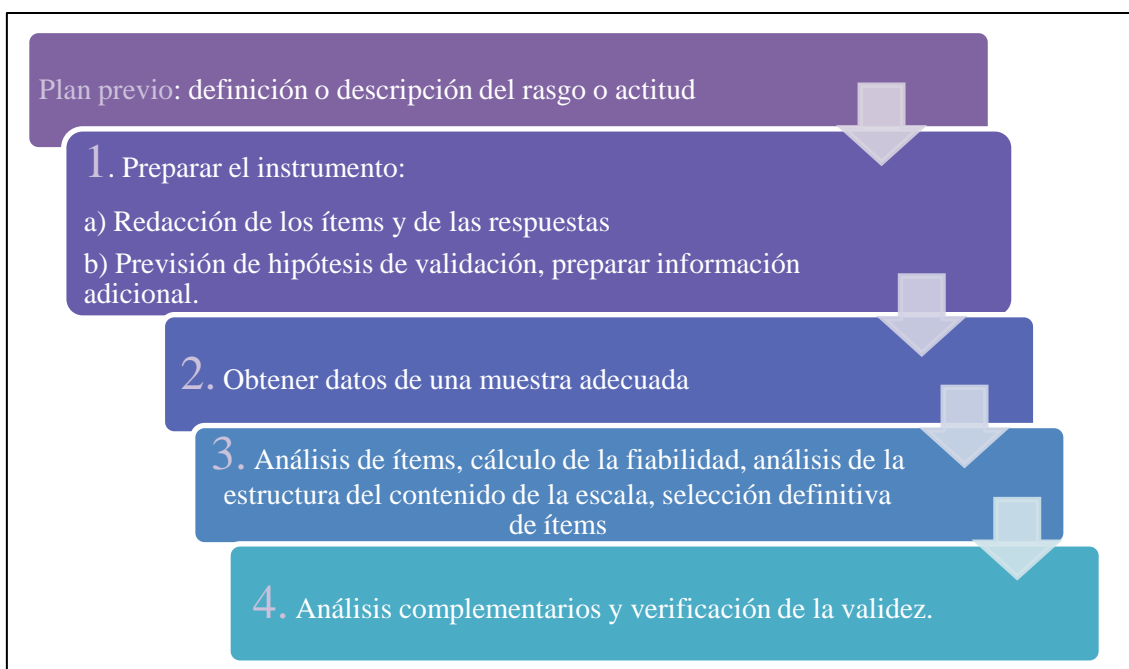 Plan previo: definición o descripción del rasgo o actitud
1. Preparar el instrumento:
a) Redacción de los ítems y de las respuestas
b) Previsión de hipótesis de validación, preparar información
adicional.
2. Obtener datos de una muestra adecuada
3. Análisis de ítems, cálculo de la fiabilidad, análisis de la
estructura del contenido de la escala, selección definitiva
de ítems
4. Análisis complementarios y verificación de la validez.